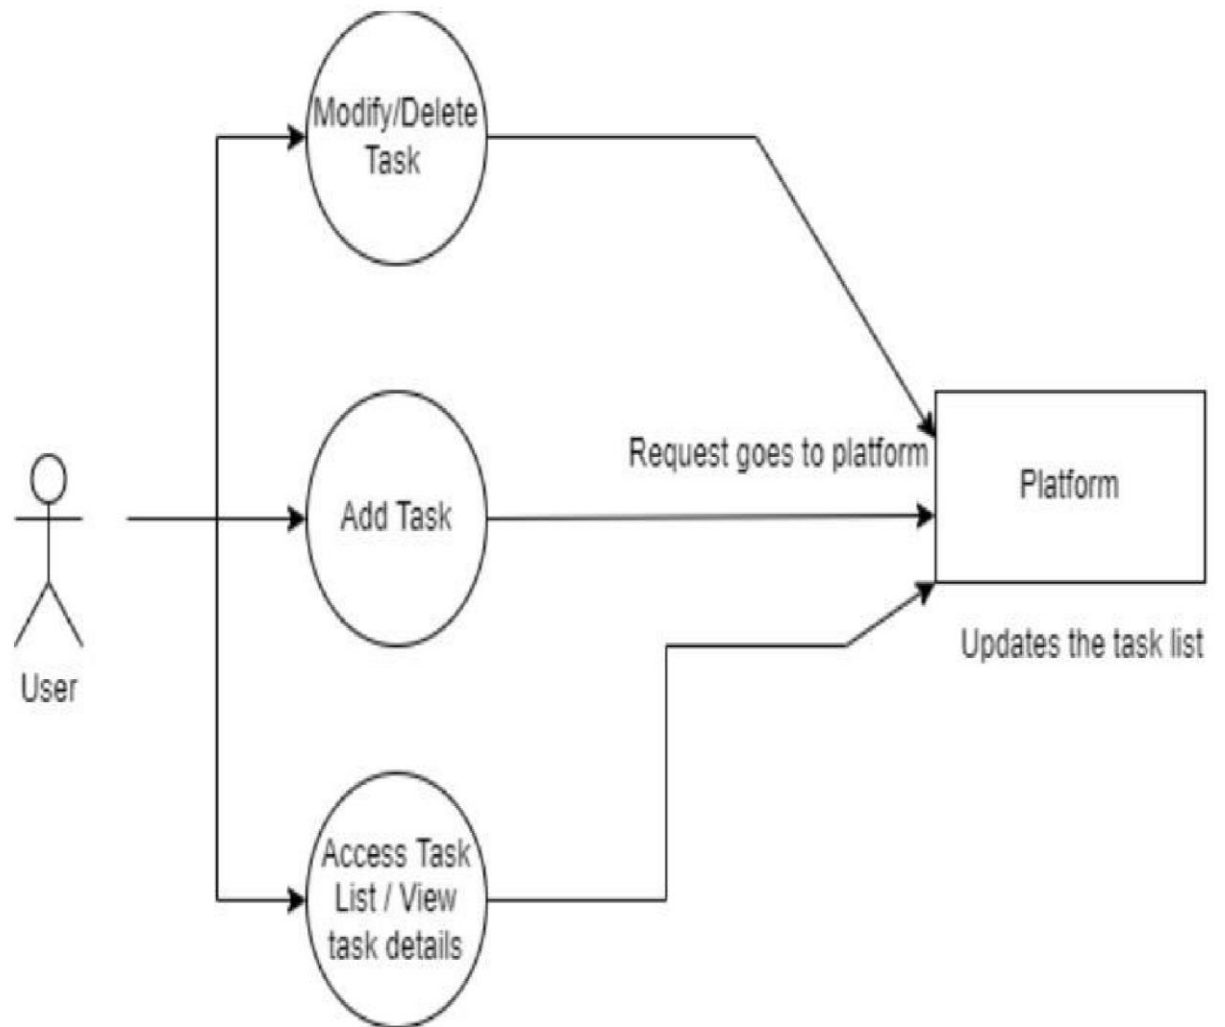 Modify/Delete
Task
Request goes to platform
Platform
Add Task
Updates the task list
User
Access Task
List / View
task details